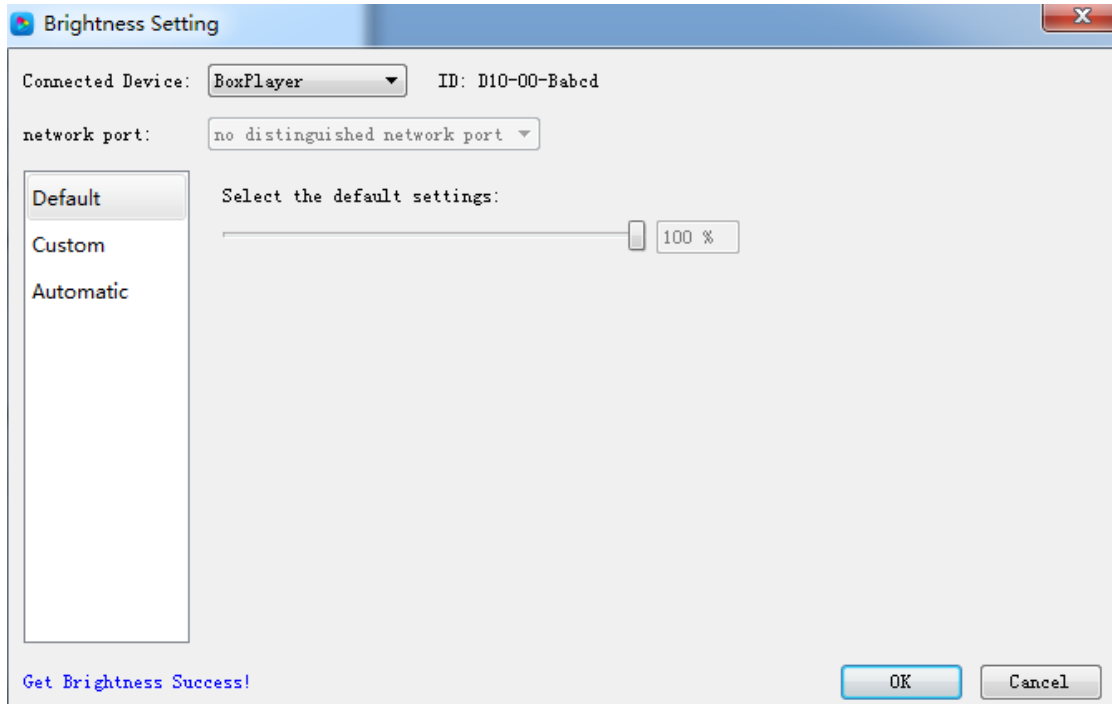 Brightness Setting
Connected Device: BoxPlayer ID: D10-00-Babcd
network port: no distinguished network port
Default
Custom
Automatic
Select the default settings:
100 %
Get Brightness Success!
OK Cancel